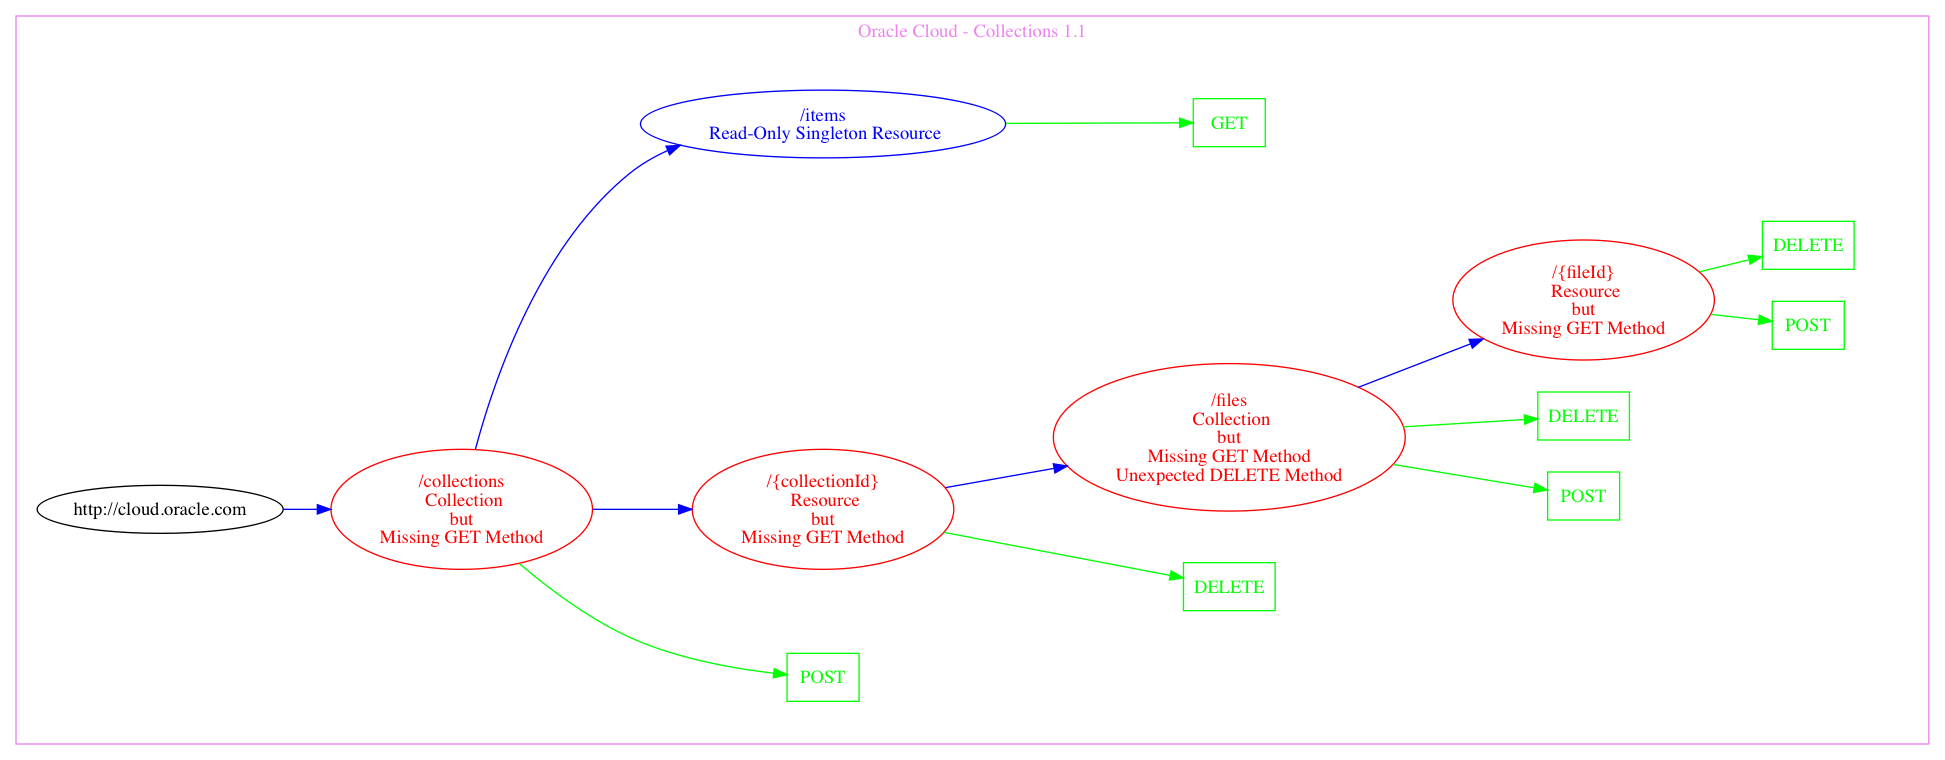 Oracle Cloud - Collections 1.1
/items
Read-Only Singleton Resource
GET
/{fileId}
Resource
but
Missing GET Method
DELETE
POST
/files
Collection
but
Missing GET Method
Unexpected DELETE Method
DELETE
POST
http://cloud.oracle.com
/collections
Collection
but
Missing GET Method
/{collectionId}
Resource
but
Missing GET Method
DELETE
POST